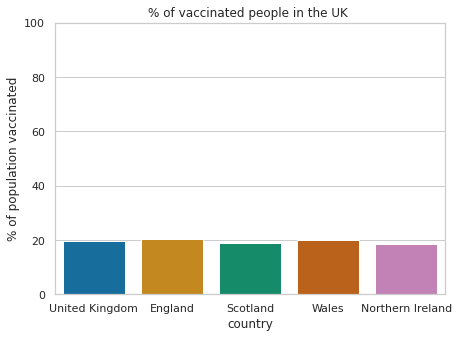 % of vaccinated people in the UK
% of population vaccinated
100
80
60
40
20
0
United Kingdom England Scotland Wales Northern Ireland
country